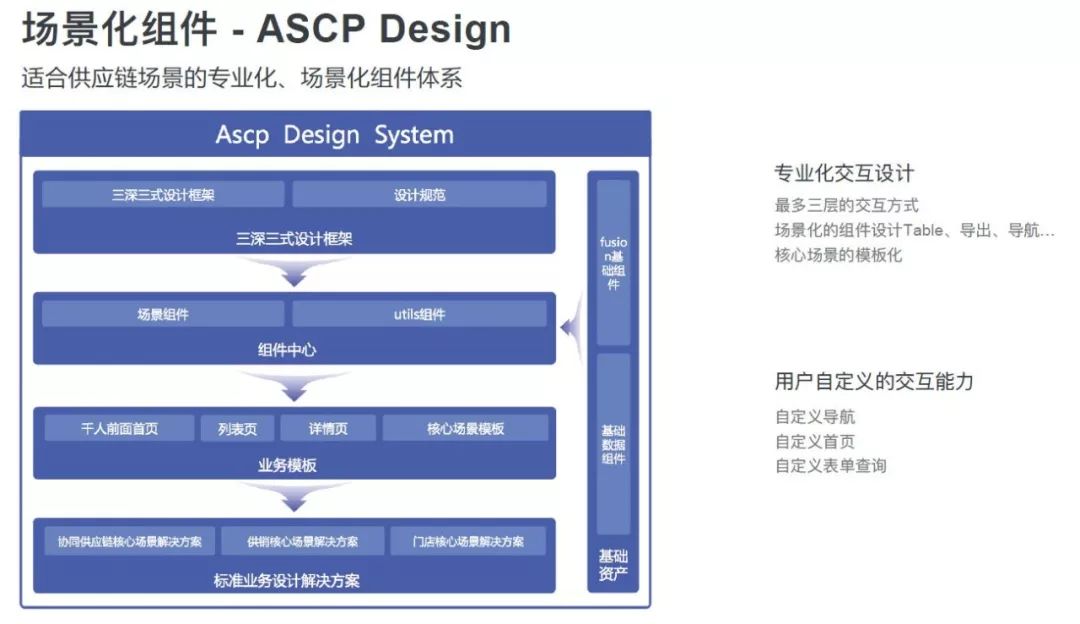 场景化组件 - ASCP Design
适合供应链场景的专业化、场景化组件体系
Ascp Design System
三深三式设计框架
设计规范
三深三式设计框架
场景组件
utils组件
组件中心
千人前面首页
列表页
详情页
核心场景模板
业务模板
协同供应链核心场景解决方案
供销核心场景解决方案
门店核心场景解决方案
标准业务设计解决方案
fusio
n基
础组
件
基础
数据
组件
基础
资产
专业化交互设计
最多三层的交互方式
场景化的组件设计Table、导出、导航...
核心场景的模板化
用户自定义的交互能力
自定义导航
自定义首页
自定义表单查询